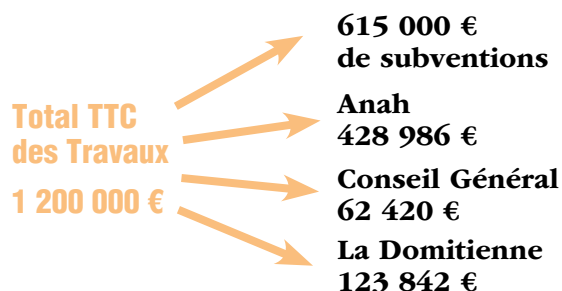 Total TTC
des Travaux
1 200 000 €
615 000 €
de subventions
Anah
428 986 €
Conseil Général
62 420 €
La Domitienne
123 842 €